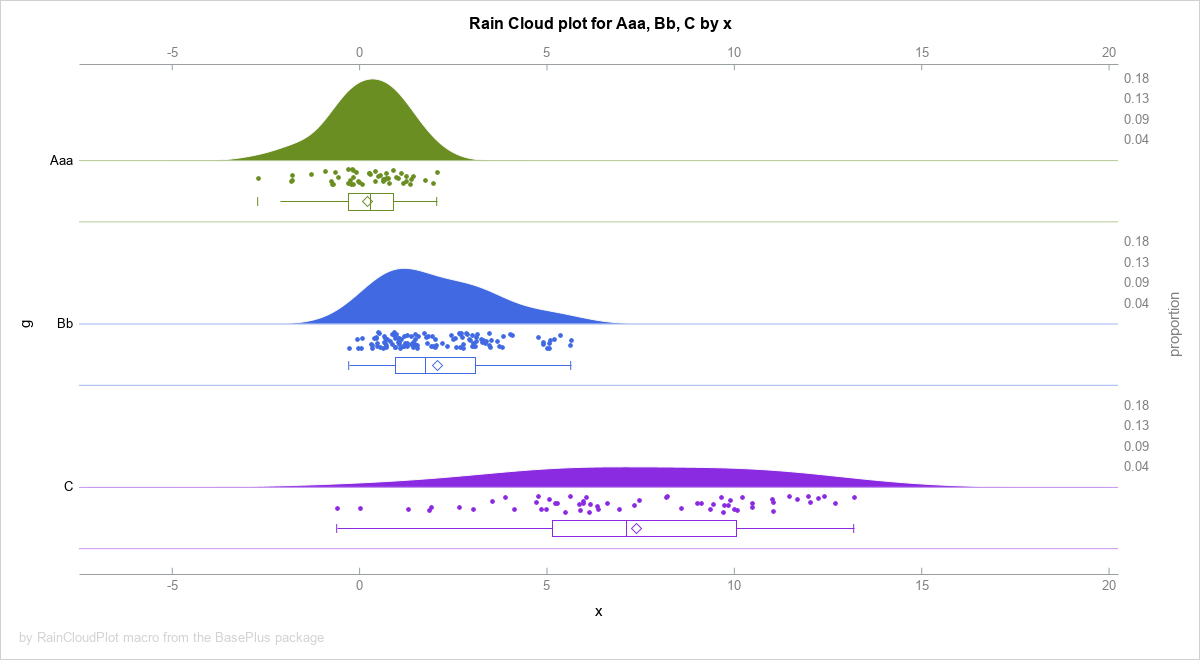 Rain Cloud plot for Aaa, Bb, C by x
-5 0 5 10 15 20
0.18
0.13
0.09
0.04
Aaa
0.18
0.13
0.09
0.04
g
Bb
proportion
0.18
0.13
0.09
0.04
C
-5 0 5 10 15 20
x
by RainCloudPlot macro from the BasePlus package